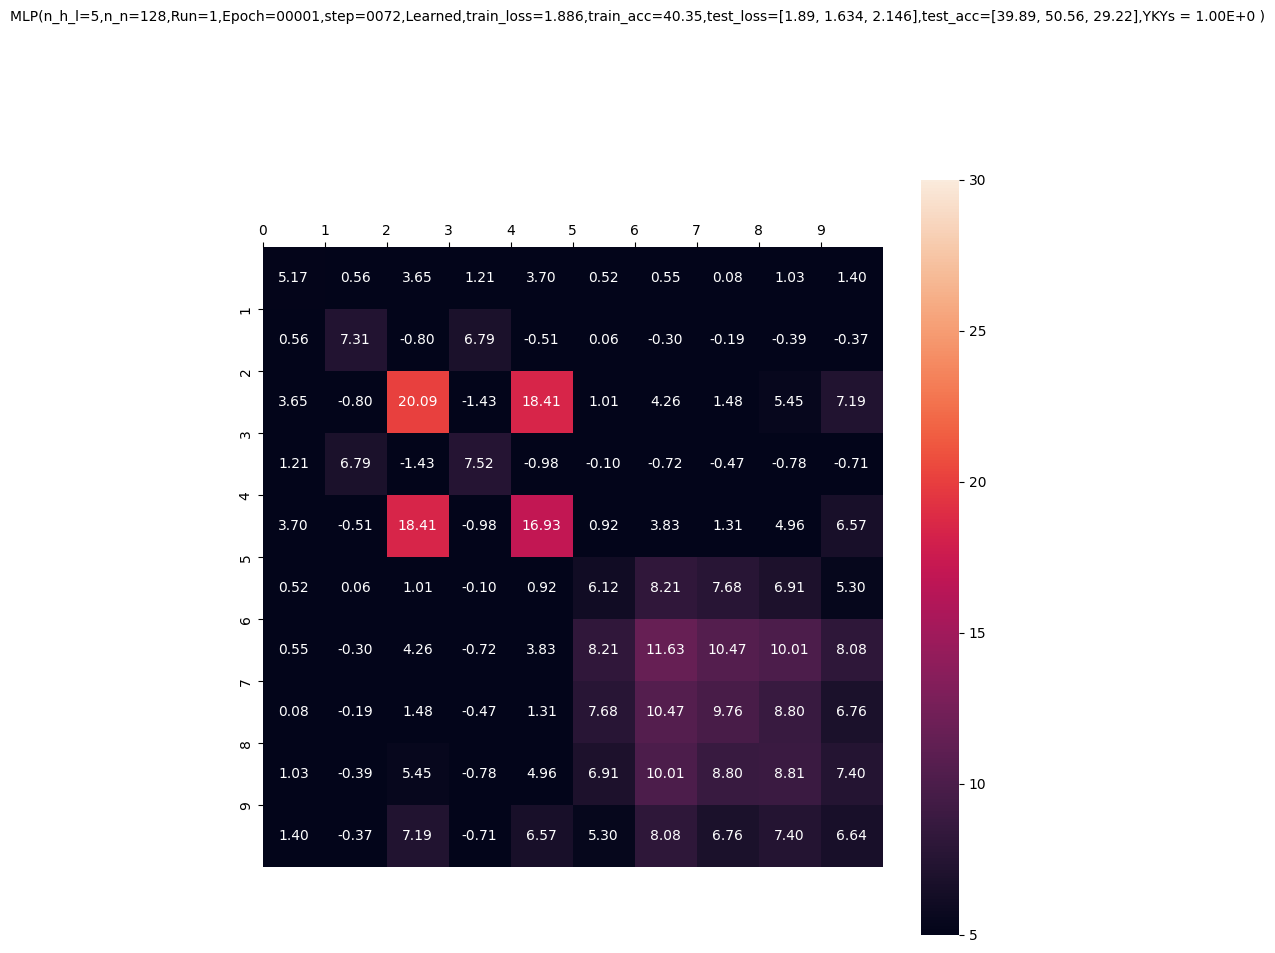 MLP(n_h_l=5,n_n=128,Run=1,Epoch=00001,step=0072,Learned,train_loss=1.886,train_acc=40.35,test_loss=[1.89, 1.634, 2.146],test_acc=[39.89, 50.56, 29.22],YKYs = 1.00E+0 )
0 1 2 3 4 5 6 7 8 9
5.17 0.56 3.65 1.21 3.70 0.52 0.55 0.08 1.03 1.40
1
0.56 7.31 -0.80 6.79 -0.51 0.06 -0.30 -0.19 -0.39 -0.37
2
3.65 -0.80 20.09 -1.43 18.41 1.01 4.26 1.48 5.45 7.19
3
1.21 6.79 -1.43 7.52 -0.98 -0.10 -0.72 -0.47 -0.78 -0.71
4
3.70 -0.51 18.41 -0.98 16.93 0.92 3.83 1.31 4.96 6.57
5
0.52 0.06 1.01 -0.10 0.92 6.12 8.21 7.68 6.91 5.30
6
0.55 -0.30 4.26 -0.72 3.83 8.21 11.63 10.47 10.01 8.08
7
0.08 -0.19 1.48 -0.47 1.31 7.68 10.47 9.76 8.80 6.76
8
1.03 -0.39 5.45 -0.78 4.96 6.91 10.01 8.80 8.81 7.40
9
1.40 -0.37 7.19 -0.71 6.57 5.30 8.08 6.76 7.40 6.64
30
25
20
15
10
5